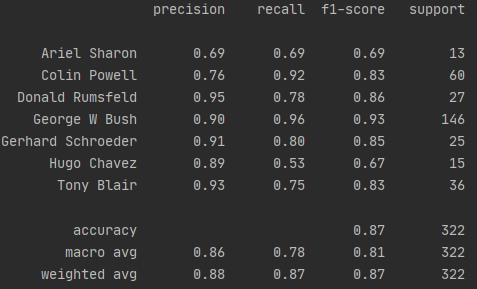 precision recall f1-score support
Ariel Sharon 0.69 0.69 0.69 13
Colin Powell 0.76 0.92 0.83 60
Donald Rumsfeld 0.95 0.78 0.86 27
George W Bush 0.90 0.96 0.93 146
Gerhard Schroeder 0.91 0.80 0.85 25
Hugo Chavez 0.89 0.53 0.67 15
Tony Blair 0.93 0.75 0.83 36
accuracy 0.87 322
macro avg 0.86 0.78 0.81 322
weighted avg 0.88 0.87 0.87 322